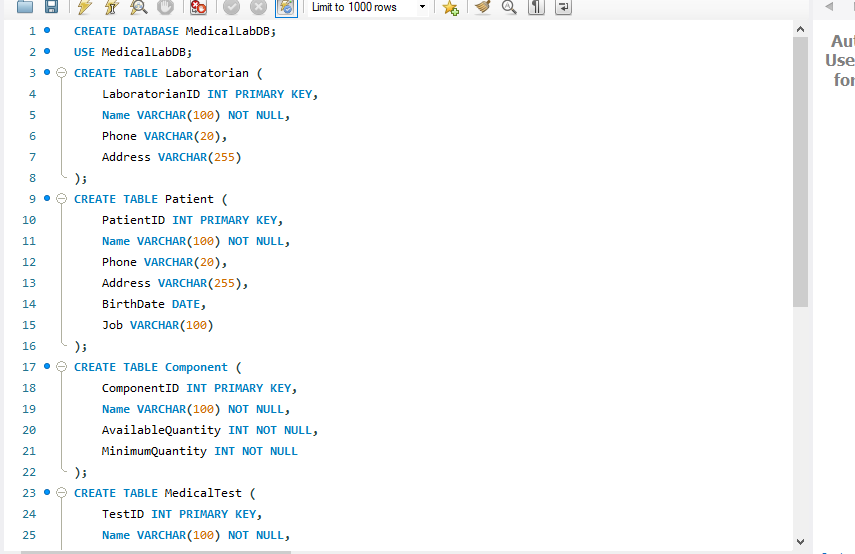 Limit to 1000 rows
1 CREATE DATABASE MedicalLabDB;
2 USE MedicalLabDB;
3 CREATE TABLE Laboratorian (
4 LaboratorianID INT PRIMARY KEY,
5 Name VARCHAR(100) NOT NULL,
6 Phone VARCHAR(20),
7 Address VARCHAR(255)
8 );
9 CREATE TABLE Patient (
10 PatientID INT PRIMARY KEY,
11 Name VARCHAR(100) NOT NULL,
12 Phone VARCHAR(20),
13 Address VARCHAR(255),
14 BirthDate DATE,
15 Job VARCHAR(100)
16 );
17 CREATE TABLE Component (
18 ComponentID INT PRIMARY KEY,
19 Name VARCHAR(100) NOT NULL,
20 AvailableQuantity INT NOT NULL,
21 MinimumQuantity INT NOT NULL
22 );
23 CREATE TABLE MedicalTest (
24 TestID INT PRIMARY KEY,
25 Name VARCHAR(100) NOT NULL,
Aut
Use
for